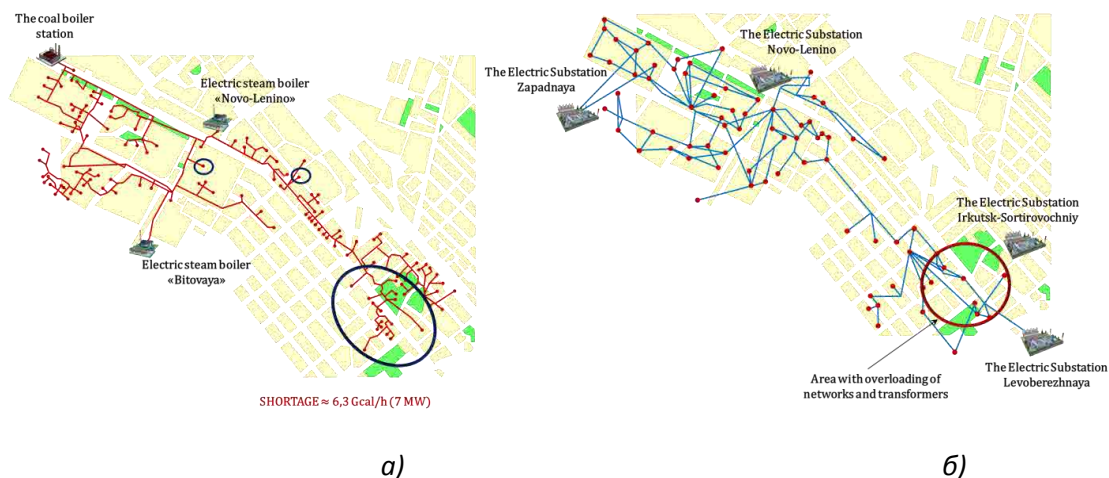 The coal boiler
station
Electric steam boiler
«Novo-Lenino»
Electric steam boiler
«Bitovaya»
SHORTAGE ≈ 6,3 Gcal/h (7 MW)
а)
The Electric Substation
Novo-Lenino
The Electric Substation
Zapadnaya
The Electric Substation
Irkutsk-Sortirovochniy
The Electric Substation
Levoberezhnaya
Area with overloading of
networks and transformers
б)